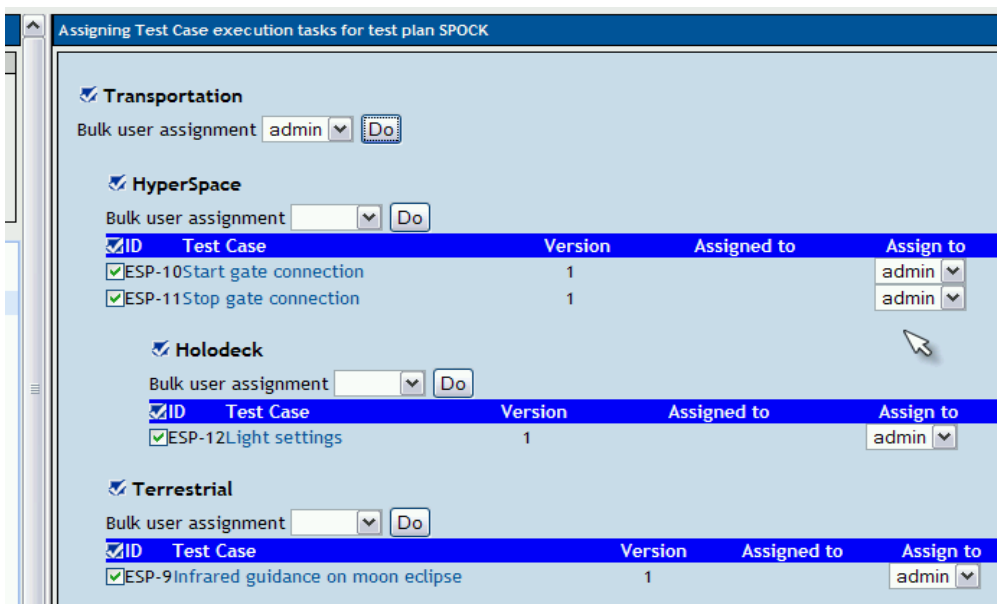 Assigning Test Case execution tasks for test plan SPOCK
Transportation
Bulk user assignment admin Do
HyperSpace
Bulk user assignment Do
ID Test Case Version Assigned to Assign to
ESP-10Start gate connection 1 admin
ESP-11Stop gate connection 1 admin
Holodeck
Bulk user assignment Do
ID Test Case Version Assigned to Assign to
ESP-12Light settings 1 admin
Terrestrial
Bulk user assignment Do
ID Test Case Version Assigned to Assign to
ESP-9Infrared guidance on moon eclipse 1 admin